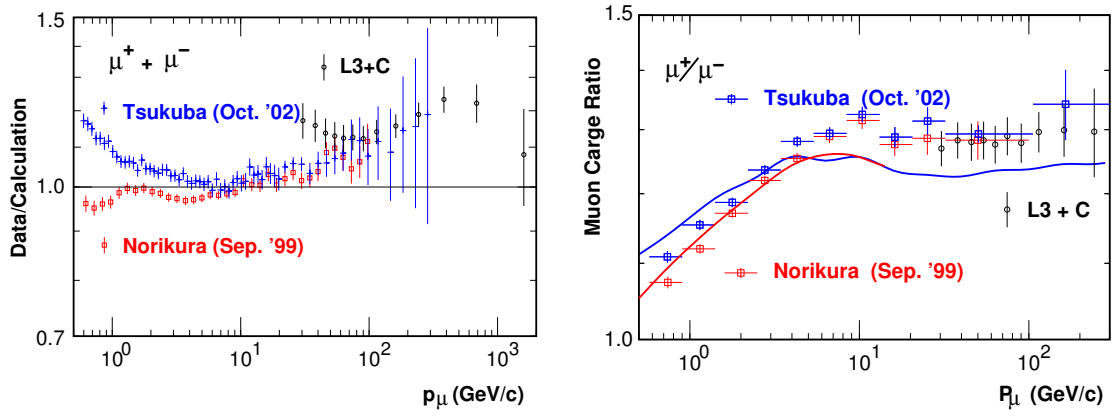 1.5
μ⁺ + μ⁻
L3+C
Tsukuba (Oct. '02)
1.0
Norikura (Sep. '99)
0.7
10⁰ 10¹ 10² 10³
pμ (GeV/c)
Data/Calculation
1.5
μ⁺/μ⁻
Tsukuba (Oct. '02)
L3 + C
Norikura (Sep. '99)
1.0
10⁰ 10¹ 10²
Pμ (GeV/c)
Muon Carge Ratio